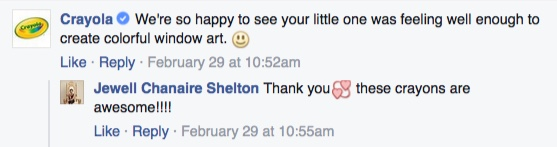 Crayola We're so happy to see your little one was feeling well enough to
create colorful window art.
Like · Reply · February 29 at 10:52am
Jewell Chanaire Shelton Thank you💞 these crayons are
awesome!!!!
Like · Reply · February 29 at 10:55am